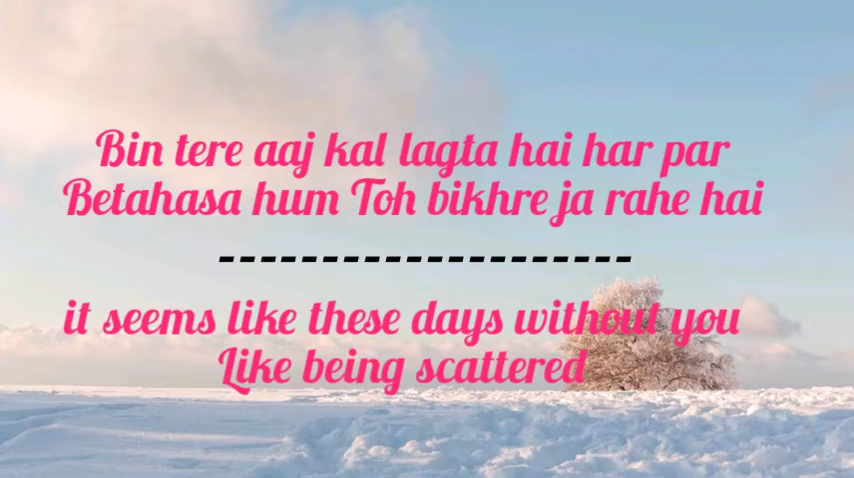 Bin tere aaj kal lagta hai har par
Betahasa hum Toh bikhre ja rahe hai
--------------------
it seems like these days without you
Like being scattered